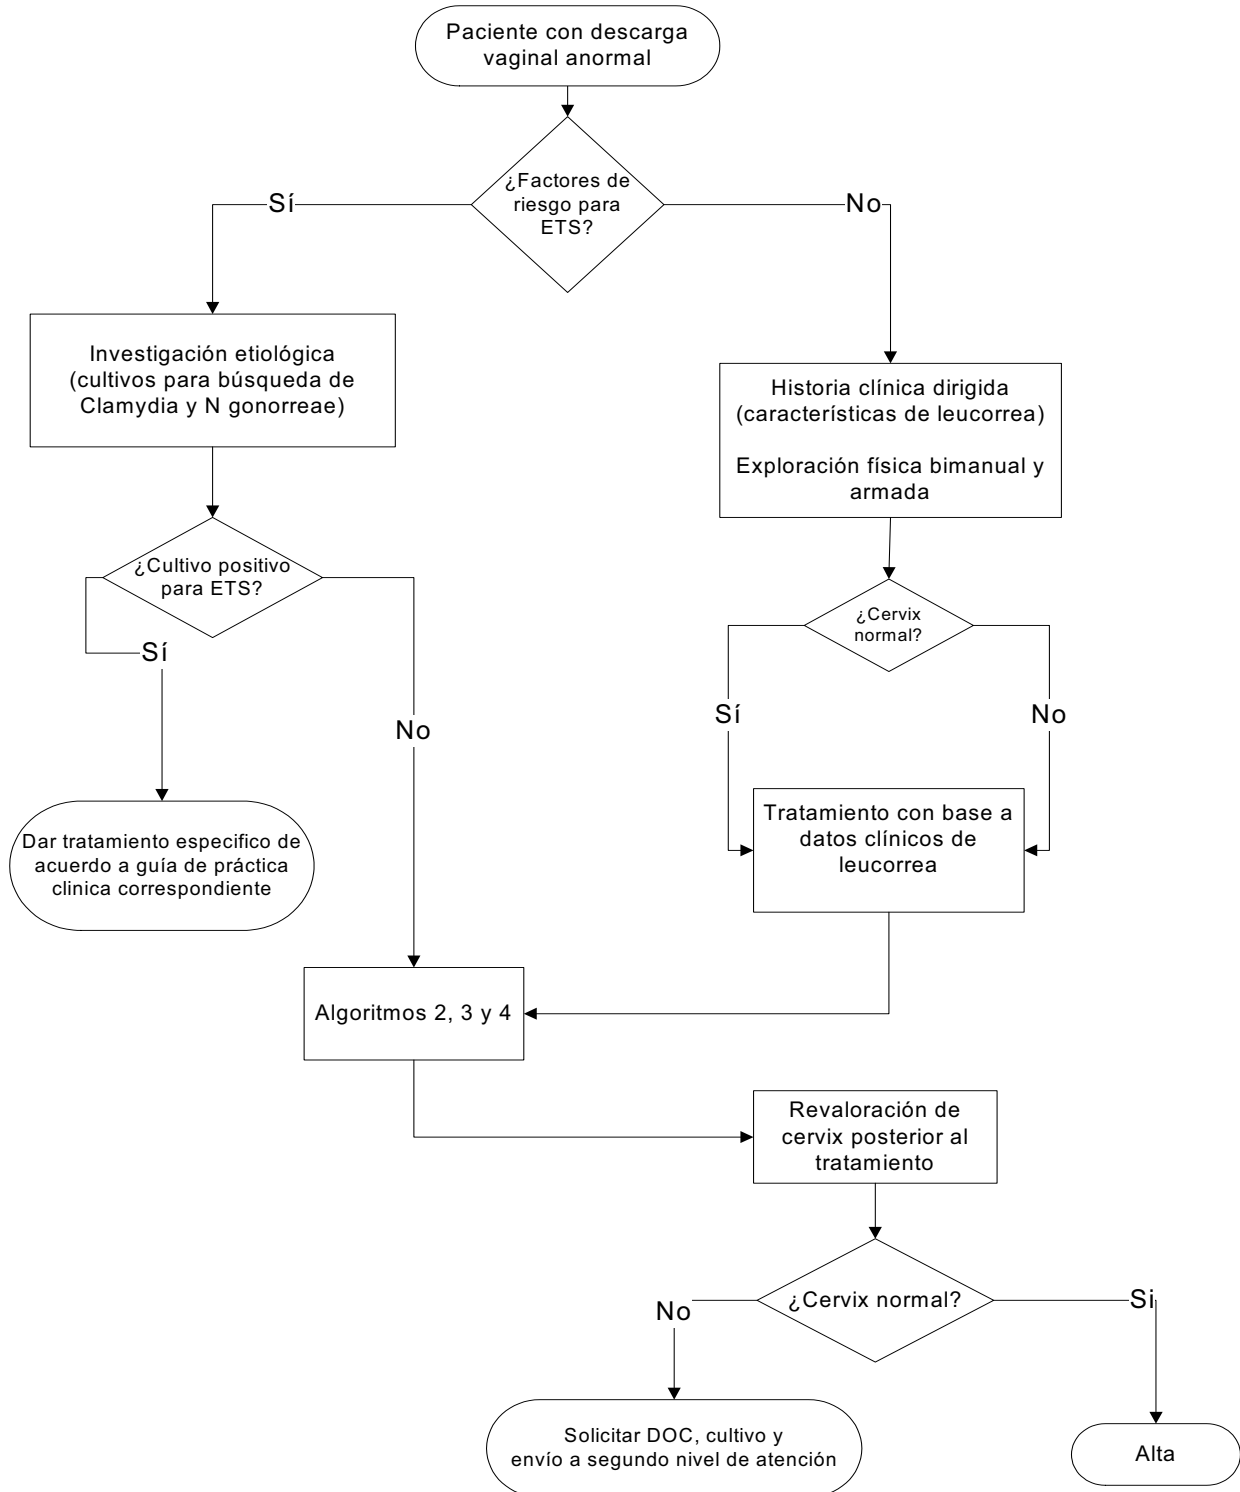 Paciente con descarga
vaginal anormal
¿Factores de
riesgo para
ETS?
Sí
No
Investigación etiológica
(cultivos para búsqueda de
Clamydia y N gonorreae)
Historia clínica dirigida
(características de leucorrea)
Exploración física bimanual y
armada
¿Cultivo positivo
para ETS?
¿Cervix
normal?
Sí
No
Sí
No
Dar tratamiento especifico de
acuerdo a guía de práctica
clinica correspondiente
Tratamiento con base a
datos clínicos de
leucorrea
Algoritmos 2, 3 y 4
Revaloración de
cervix posterior al
tratamiento
¿Cervix normal?
No
Si
Solicitar DOC, cultivo y
envío a segundo nivel de atención
Alta